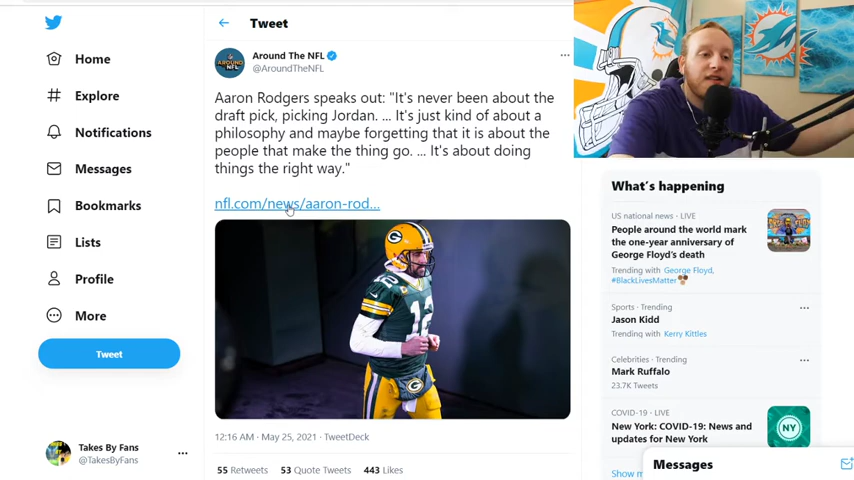 Tweet
Around The NFL
@AroundTheNFL
Aaron Rodgers speaks out: "It's never been about the
draft pick, picking Jordan. ... It's just kind of about a
philosophy and maybe forgetting that it is about the
people that make the thing go. ... It's about doing
things the right way."
nfl.com/news/aaron-rod...
12
12:16 AM · May 25, 2021 · TweetDeck
55 Retweets 53 Quote Tweets 443 Likes
Home
Explore
Notifications
Messages
Bookmarks
Lists
Profile
More
Tweet
Takes By Fans
@TakesByFans
What's happening
US national news · LIVE
People around the world mark
the one-year anniversary of
George Floyd's death
Trending with George Floyd,
#BlackLivesMatter
Sports · Trending
Jason Kidd
Trending with Kerry Kittles
Celebrities · Trending
Mark Ruffalo
23.7K Tweets
COVID-19 · LIVE
New York: COVID-19: News and
updates for New York
NY
Show m
Messages